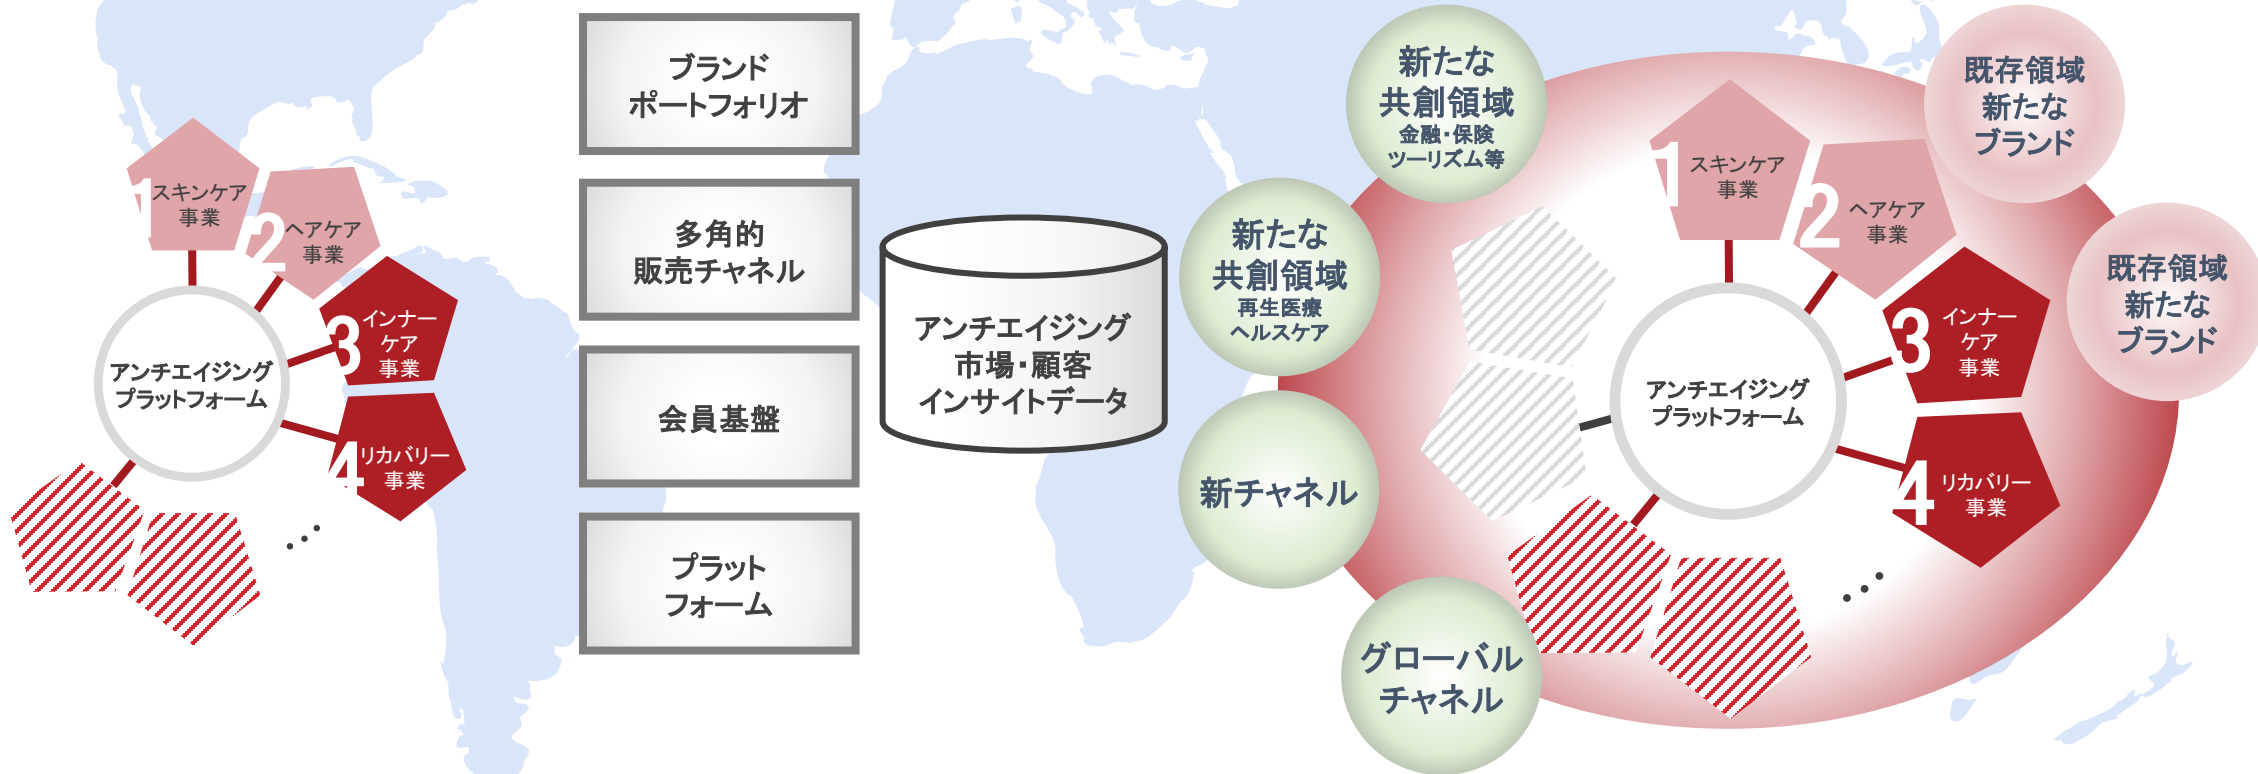 1
スキンケア
事業
2
ヘアケア
事業
3
インナー
ケア
事業
4
リカバリー
事業
アンチエイジング
プラットフォーム
…
ブランド
ポートフォリオ
多角的
販売チャネル
会員基盤
プラット
フォーム
アンチエイジング
市場・顧客
インサイトデータ
新たな
共創領域
金融・保険
ツーリズム等
新たな
共創領域
再生医療
ヘルスケア
新チャネル
グローバル
チャネル
1
スキンケア
事業
2
ヘアケア
事業
3
インナー
ケア
事業
4
リカバリー
事業
アンチエイジング
プラットフォーム
…
既存領域
新たな
ブランド
既存領域
新たな
ブランド